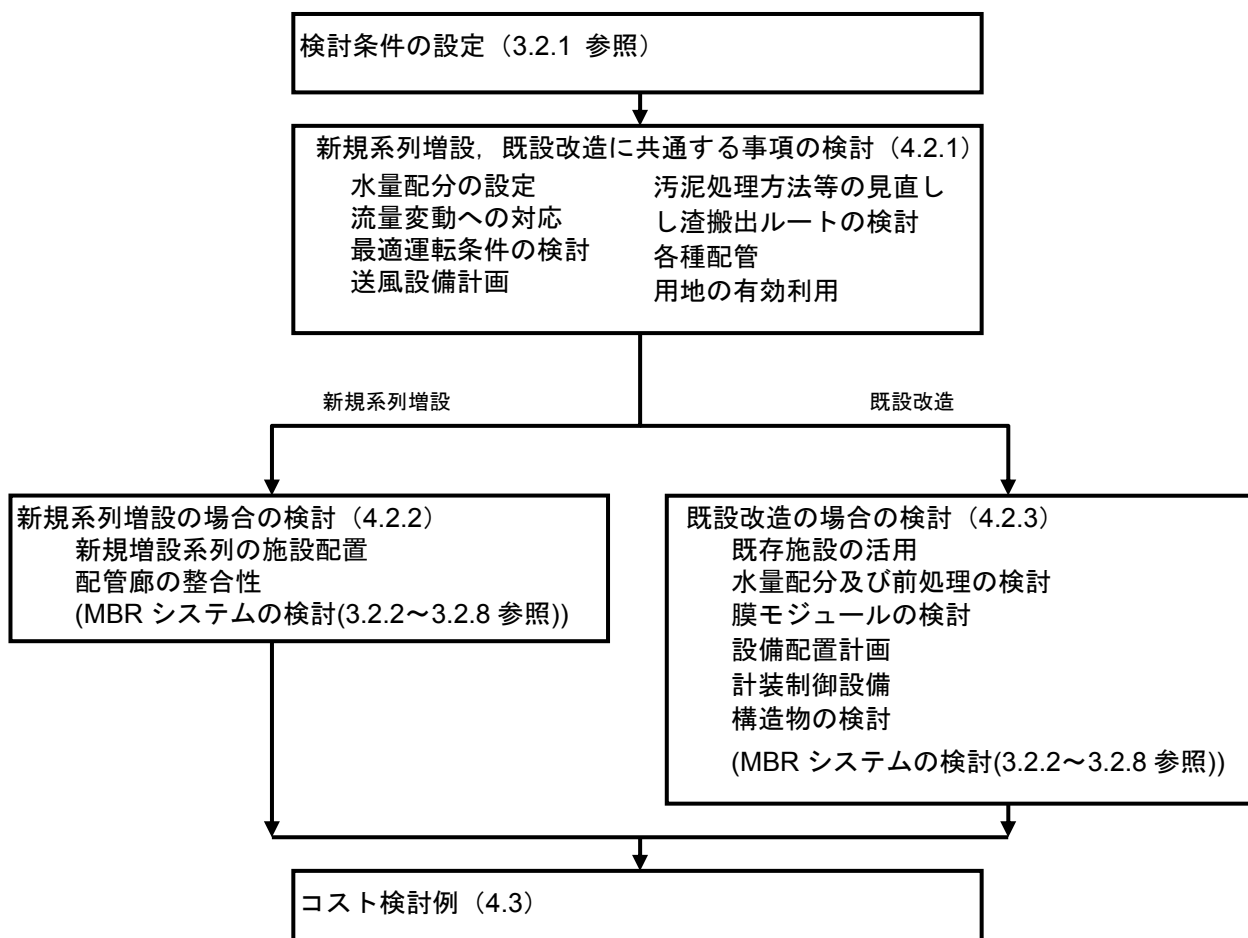 検討条件の設定（3.2.1 参照）
新規系列増設，既設改造に共通する事項の検討（4.2.1）
水量配分の設定
流量変動への対応
最適運転条件の検討
送風設備計画
汚泥処理方法等の見直し
し渣搬出ルートの検討
各種配管
用地の有効利用
新規系列増設
既設改造
新規系列増設の場合の検討（4.2.2）
新規増設系列の施設配置
配管廊の整合性
(MBR システムの検討(3.2.2～3.2.8 参照))
既設改造の場合の検討（4.2.3）
既存施設の活用
水量配分及び前処理の検討
膜モジュールの検討
設備配置計画
計装制御設備
構造物の検討
(MBR システムの検討(3.2.2～3.2.8 参照))
コスト検討例（4.3）